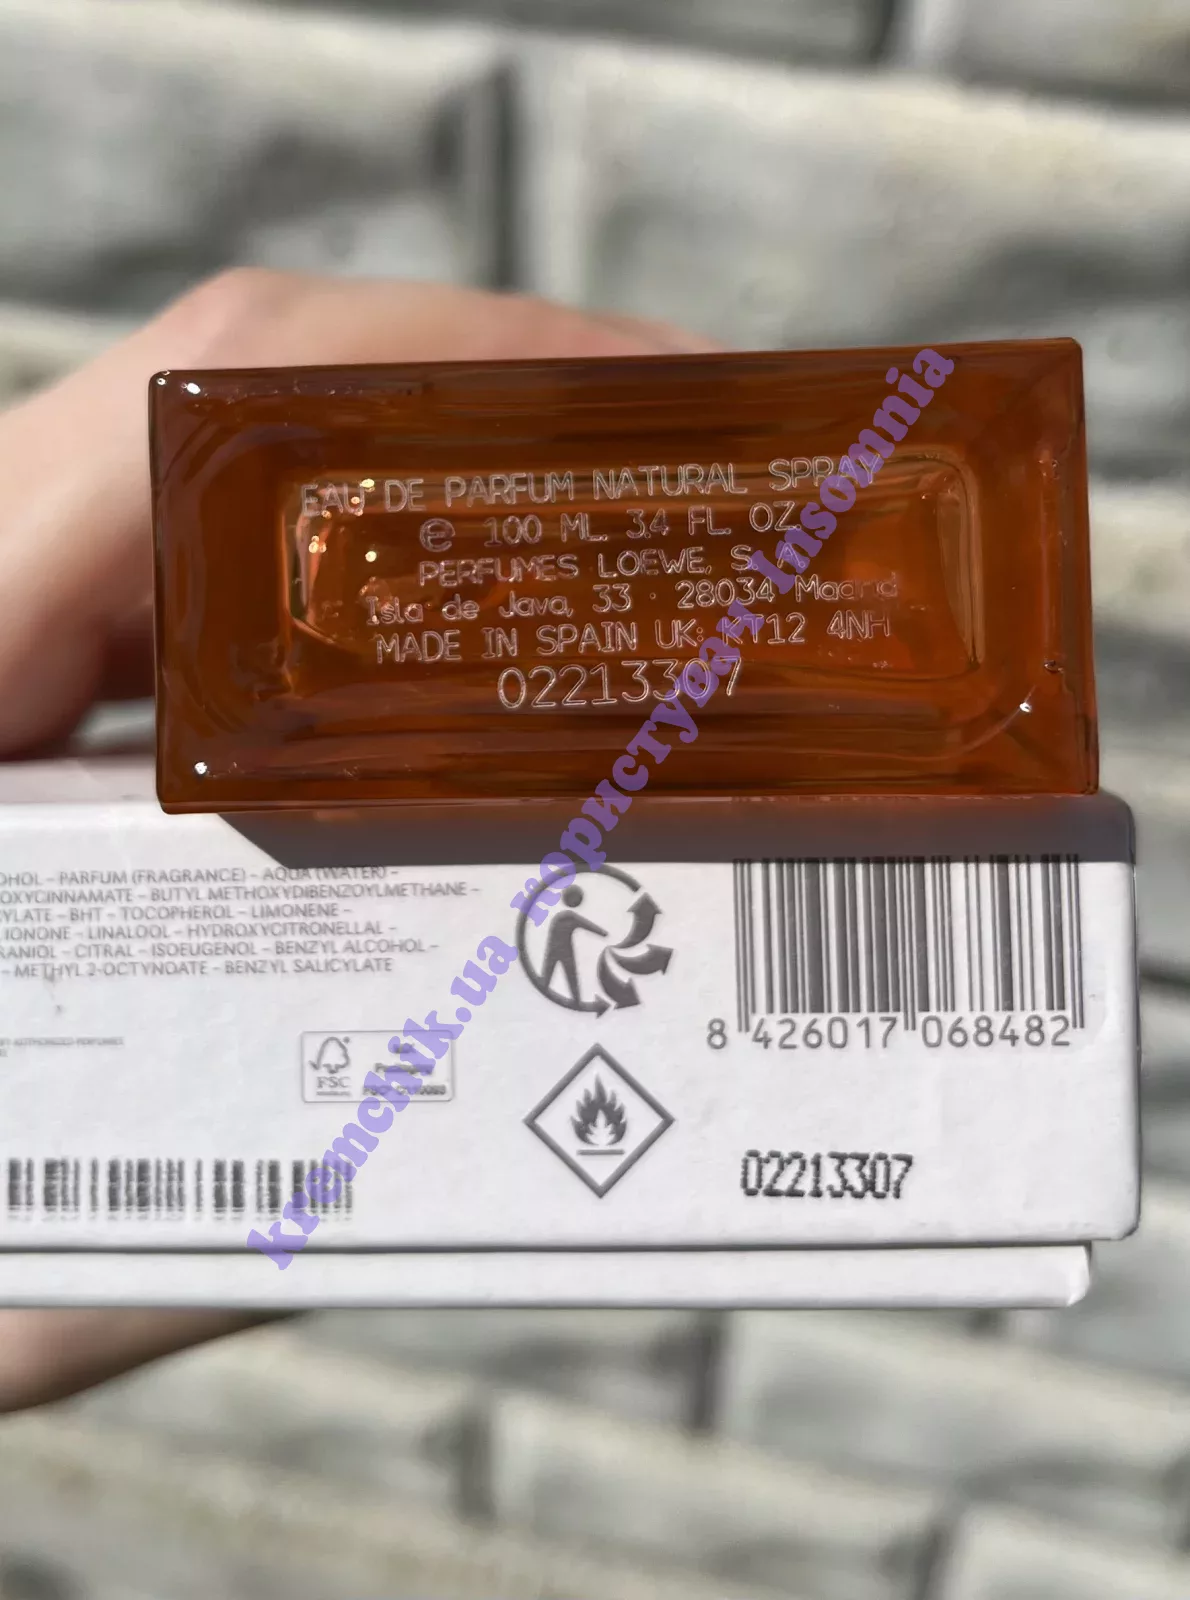 EAU DE PARFUM NATURAL SPRAY
℮ 100 ML. 3.4 FL. OZ.
PERFUMES LOEWE, S. A.
Isla de Java, 33 · 28034 Madrid
MADE IN SPAIN UK: KT12 4NH
02213307
OHOL – PARFUM (FRAGRANCE) – AQUA (WATER) –
OXYCINNAMATE – BUTYL METHOXYDIBENZOYLMETHANE –
YLATE – BHT – TOCOPHEROL – LIMONENE –
IONONE – LINALOOL – HYDROXYCITRONELLAL –
RANIOL – CITRAL – ISOEUGENOL – BENZYL ALCOHOL –
– METHYL 2-OCTYNOATE – BENZYL SALICYLATE
AUTHORIZED PERFUMES
FSC
8 426017 068482
02213307
kremchik.ua користувач Insomnia